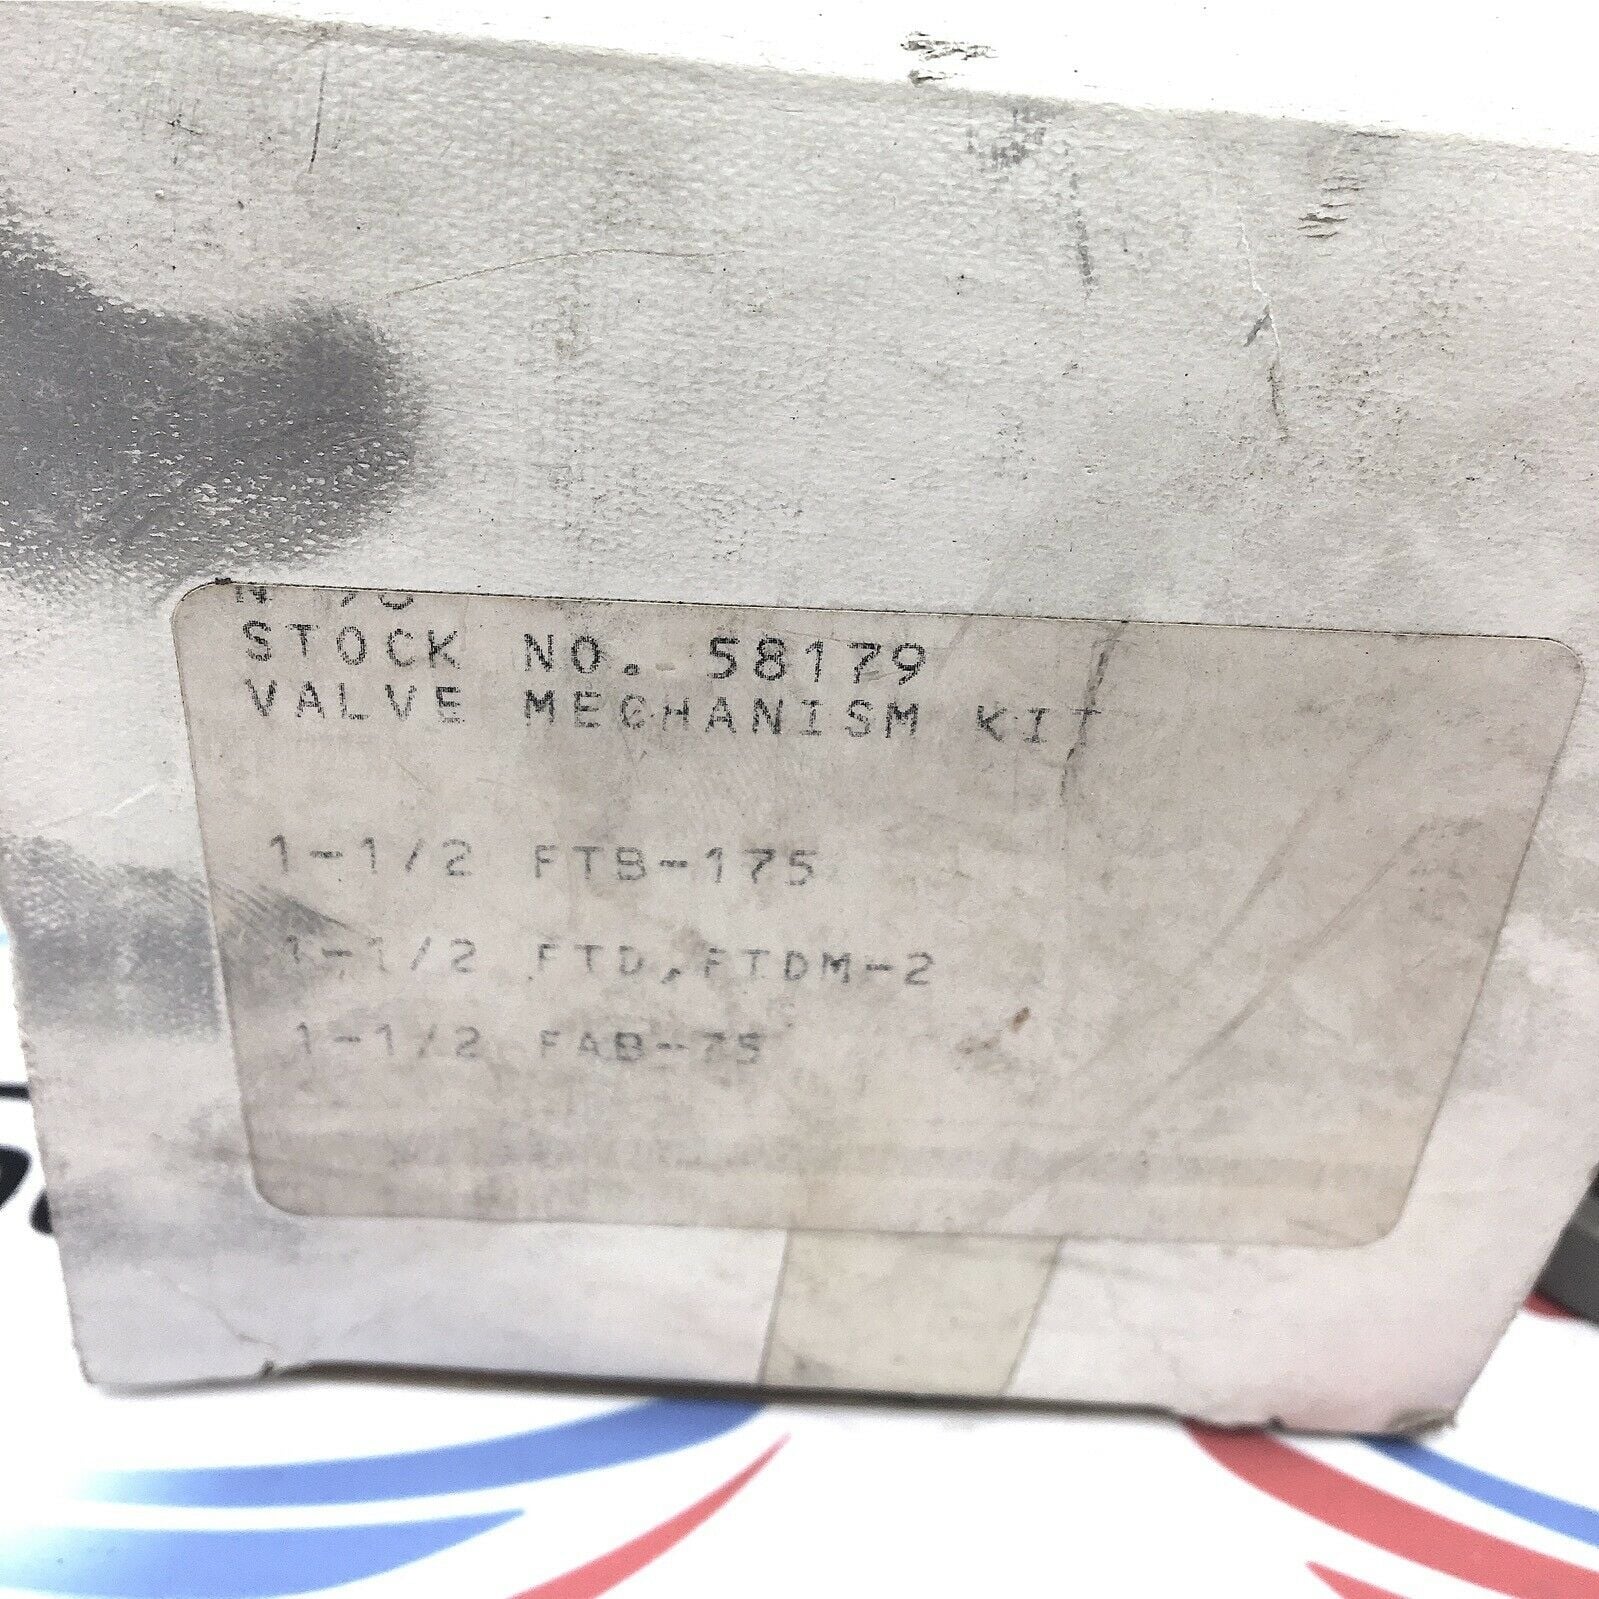 STOCK NO. 58179
VALVE MECHANISM KIT
1-1/2 FTB-175
1-1/2 FTD,FTDM-2
1-1/2 FAB-75